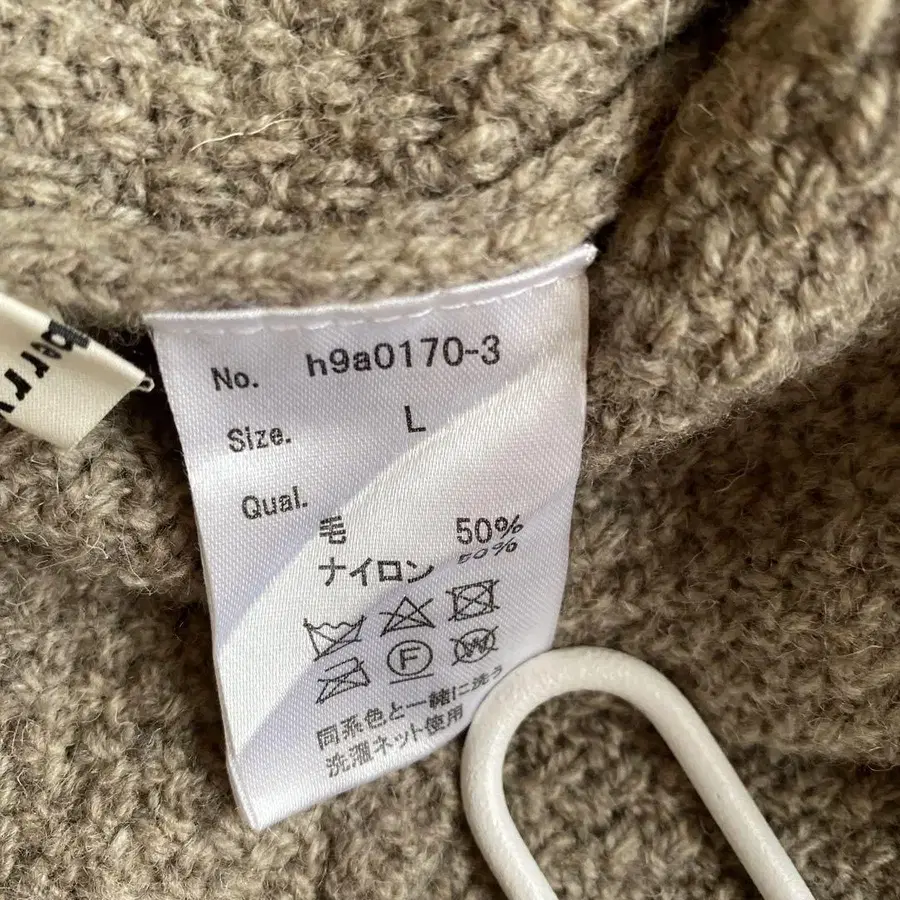 berry
No. h9a0170-3
Size. L
Qual.
毛 50%
ナイロン 50%
F
W
同系色と一緒に洗う
洗濯ネット使用